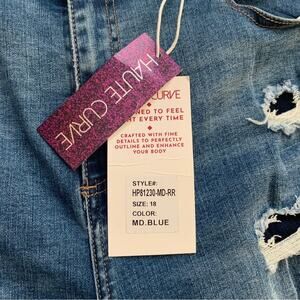 HAUTE CURVE
CURVE
NED TO FEEL
EVERY TIME
CRAFTED WITH FINE
DETAILS TO PERFECTLY
OUTLINE AND ENHANCE
YOUR BODY
STYLE#:
HP81230-MD-RR
SIZE: 18
COLOR:
MD.BLUE